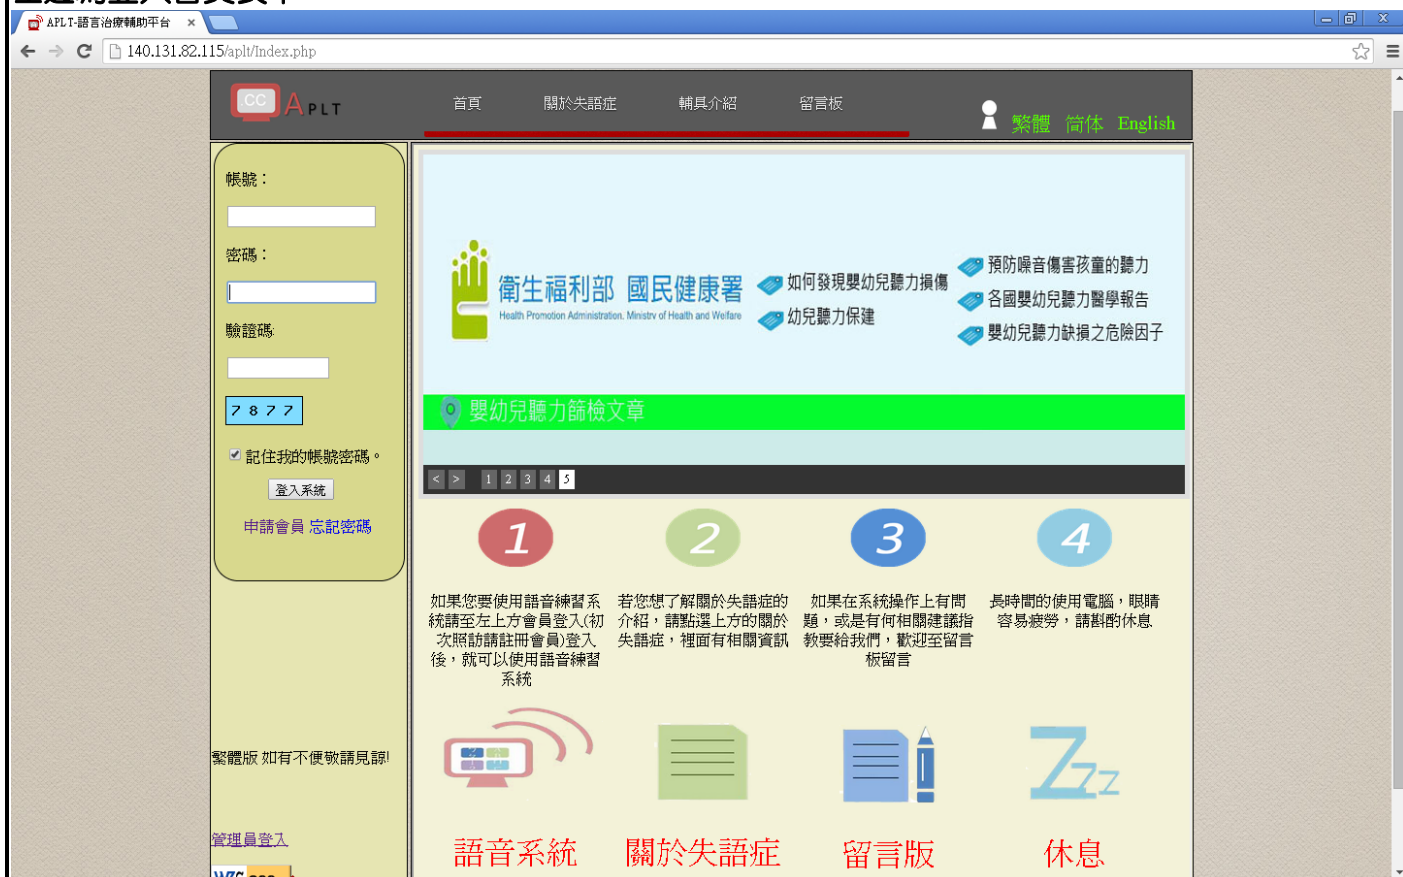 APLT-語言治療輔助平台
140.131.82.115/aplt/Index.php
.CC APLT
首頁 關於失語症 輔具介紹 留言板
繁體 简体 English
帳號：
密碼：
驗證碼:
7877
記住我的帳號密碼。
登入系統
申請會員 忘記密碼
繁體版 如有不便敬請見諒!
管理員登入
衛生福利部 國民健康署
Health Promotion Administration, Ministry of Health and Welfare
如何發現嬰幼兒聽力損傷
幼兒聽力保建
預防噪音傷害孩童的聽力
各國嬰幼兒聽力醫學報告
嬰幼兒聽力缺損之危險因子
嬰幼兒聽力篩檢文章
< > 1 2 3 4 5
1
如果您要使用語音練習系
統請至左上方會員登入(初
次照訪請註冊會員)登入
後，就可以使用語音練習
系統
2
若您想了解關於失語症的
介紹，請點選上方的關於
失語症，裡面有相關資訊
3
如果在系統操作上有問
題，或是有何相關建議指
教要給我們，歡迎至留言
板留言
4
長時間的使用電腦，眼睛
容易疲勞，請斟酌休息
Zzz
語音系統 關於失語症 留言版 休息